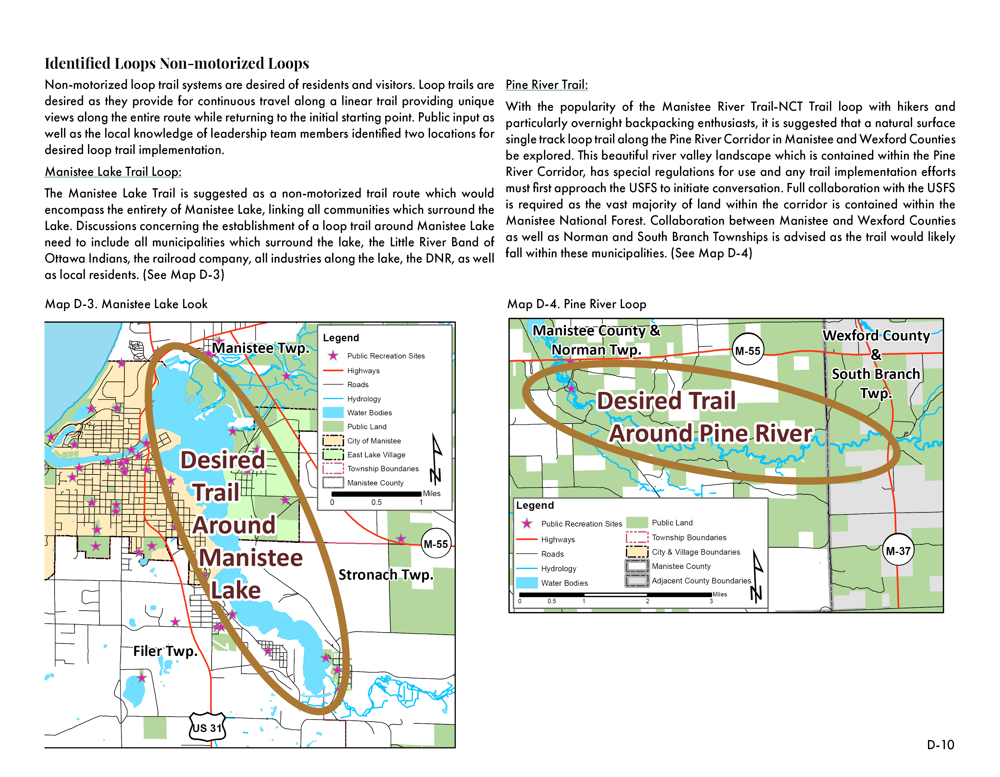 Identified Loops Non-motorized Loops
Non-motorized loop trail systems are desired of residents and visitors. Loop trails are
desired as they provide for continuous travel along a linear trail providing unique
views along the entire route while returning to the initial starting point. Public input as
well as the local knowledge of leadership team members identified two locations for
desired loop trail implementation.
Manistee Lake Trail Loop:
The Manistee Lake Trail is suggested as a non-motorized trail route which would
encompass the entirety of Manistee Lake, linking all communities which surround the
Lake. Discussions concerning the establishment of a loop trail around Manistee Lake
need to include all municipalities which surround the lake, the Little River Band of
Ottawa Indians, the railroad company, all industries along the lake, the DNR, as well
as local residents. (See Map D-3)
Map D-3. Manistee Lake Look
Manistee Twp.
Legend
Public Recreation Sites
Highways
Roads
Hydrology
Water Bodies
Public Land
City of Manistee
East Lake Village
Township Boundaries
Manistee County
N
Miles
0 0.5 1
Desired
Trail
Around
Manistee
Lake
M-55
Stronach Twp.
Filer Twp.
US 31
Pine River Trail:
With the popularity of the Manistee River Trail-NCT Trail loop with hikers and
particularly overnight backpacking enthusiasts, it is suggested that a natural surface
single track loop trail along the Pine River Corridor in Manistee and Wexford Counties
be explored. This beautiful river valley landscape which is contained within the Pine
River Corridor, has special regulations for use and any trail implementation efforts
must first approach the USFS to initiate conversation. Full collaboration with the USFS
is required as the vast majority of land within the corridor is contained within the
Manistee National Forest. Collaboration between Manistee and Wexford Counties
as well as Norman and South Branch Townships is advised as the trail would likely
fall within these municipalities. (See Map D-4)
Map D-4. Pine River Loop
Manistee County &
Norman Twp.
M-55
Wexford County
&
South Branch
Twp.
Desired Trail
Around Pine River
Legend
Public Recreation Sites
Highways
Roads
Hydrology
Water Bodies
Public Land
Township Boundaries
City & Village Boundaries
Manistee County
Adjacent County Boundaries
N
Miles
0 0.5 1 2 3
M-37
D-10